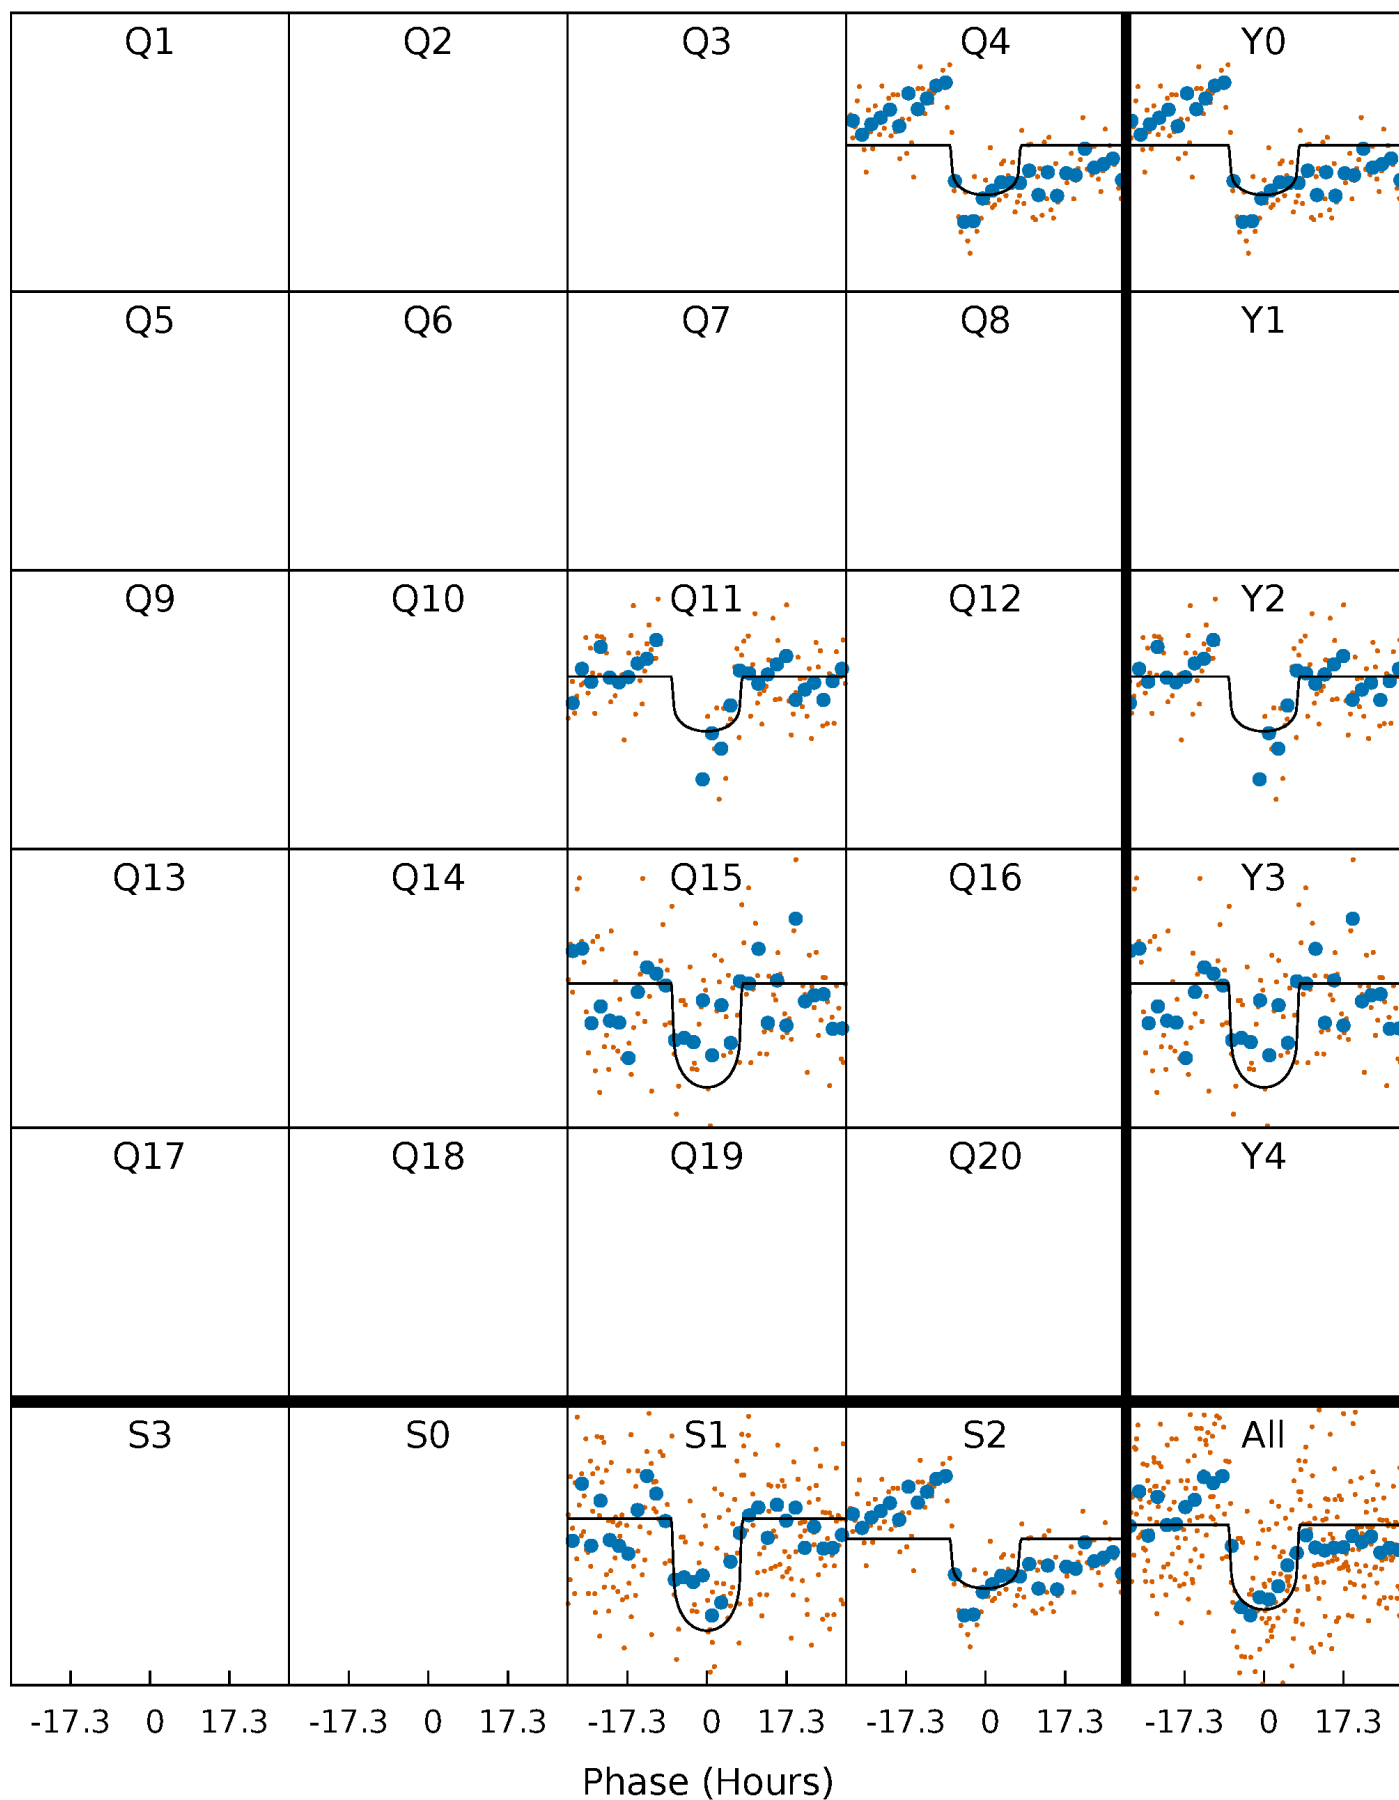 Q1 Q2 Q3 Q4 Y0
Q5 Q6 Q7 Q8 Y1
Q9 Q10 Q11 Q12 Y2
Q13 Q14 Q15 Q16 Y3
Q17 Q18 Q19 Q20 Y4
S3 S0 S1 S2 All
-17.3 0 17.3 -17.3 0 17.3 -17.3 0 17.3 -17.3 0 17.3 -17.3 0 17.3
Phase (Hours)